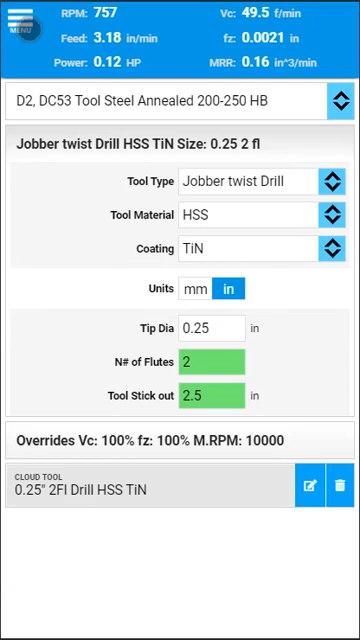 MENU
RPM: 757 Vc: 49.5 f/min
Feed: 3.18 in/min fz: 0.0021 in
Power: 0.12 HP MRR: 0.16 in^3/min
D2, DC53 Tool Steel Annealed 200-250 HB
Jobber twist Drill HSS TiN Size: 0.25 2 fl
Tool Type Jobber twist Drill
Tool Material HSS
Coating TiN
Units mm in
Tip Dia 0.25 in
N# of Flutes 2
Tool Stick out 2.5 in
Overrides Vc: 100% fz: 100% M.RPM: 10000
CLOUD TOOL
0.25" 2Fl Drill HSS TiN